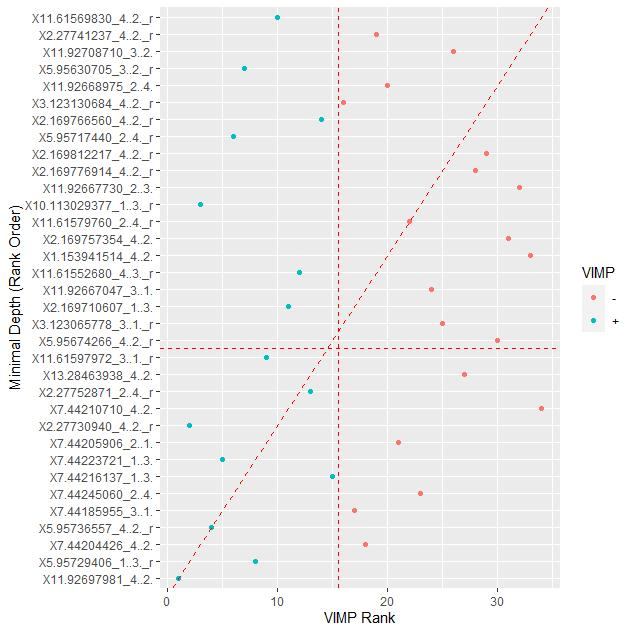 Minimal Depth (Rank Order)
X11.61569830_4..2._r
X2.27741237_4..2._r
X11.92708710_3..2.
X5.95630705_3..2._r
X11.92668975_2..4.
X3.123130684_4..2._r
X2.169766560_4..2._r
X5.95717440_2..4._r
X2.169812217_4..2._r
X2.169776914_4..2._r
X11.92667730_2..3.
X10.113029377_1..3._r
X11.61579760_2..4._r
X2.169757354_4..2.
X1.153941514_4..2.
X11.61552680_4..3._r
X11.92667047_3..1.
X2.169710607_1..3.
X3.123065778_3..1._r
X5.95674266_4..2._r
X11.61597972_3..1._r
X13.28463938_4..2.
X2.27752871_2..4._r
X7.44210710_4..2.
X2.27730940_4..2._r
X7.44205906_2..1.
X7.44223721_1..3.
X7.44216137_1..3.
X7.44245060_2..4.
X7.44185955_3..1.
X5.95736557_4..2._r
X7.44204426_4..2.
X5.95729406_1..3._r
X11.92697981_4..2.
0 10 20 30
VIMP Rank
VIMP
-
+